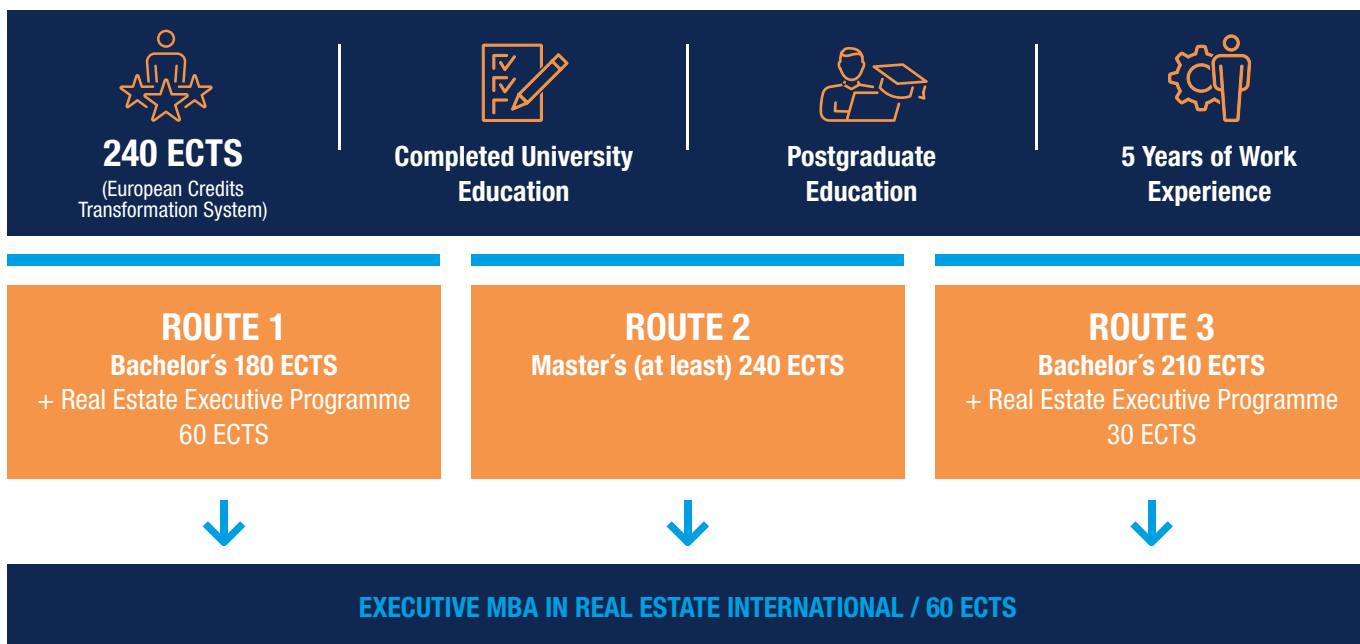 240 ECTS
(European Credits
Transformation System)
Completed University
Education
Postgraduate
Education
5 Years of Work
Experience
ROUTE 1
Bachelor´s 180 ECTS
+ Real Estate Executive Programme
60 ECTS
ROUTE 2
Master´s (at least) 240 ECTS
ROUTE 3
Bachelor´s 210 ECTS
+ Real Estate Executive Programme
30 ECTS
EXECUTIVE MBA IN REAL ESTATE INTERNATIONAL / 60 ECTS